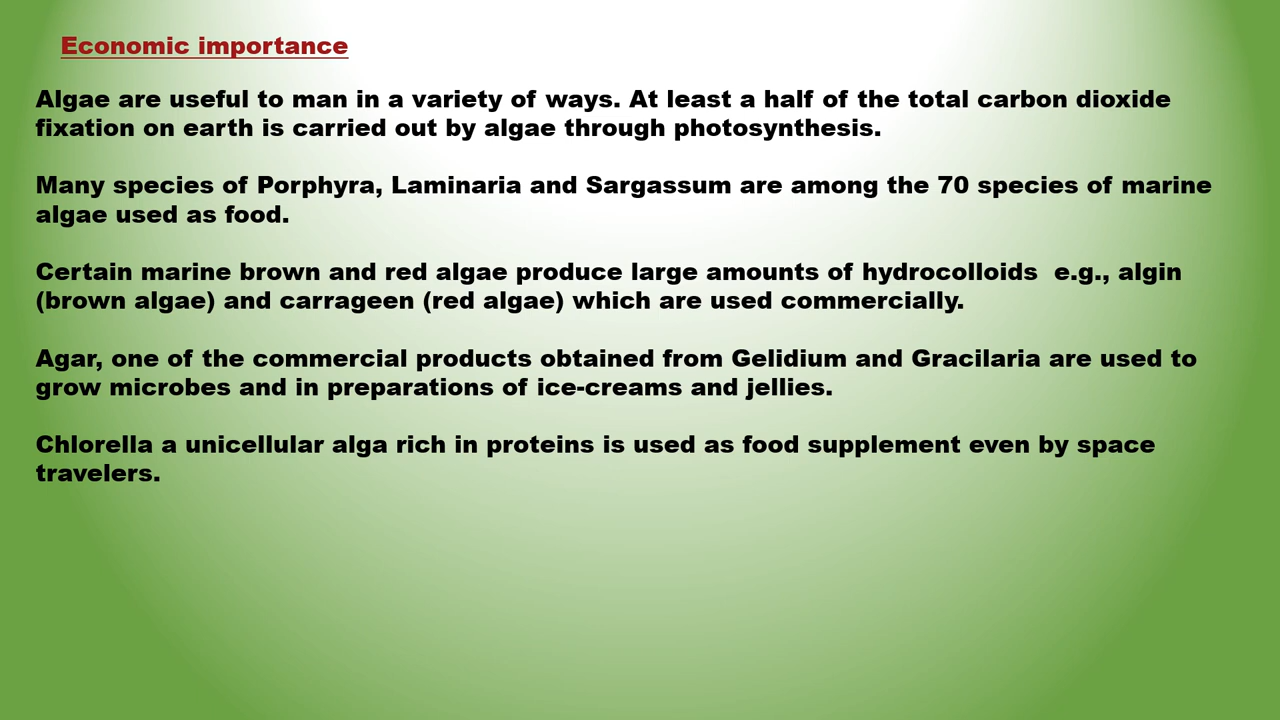 Economic importance
Algae are useful to man in a variety of ways. At least a half of the total carbon dioxide
fixation on earth is carried out by algae through photosynthesis.
Many species of Porphyra, Laminaria and Sargassum are among the 70 species of marine
algae used as food.
Certain marine brown and red algae produce large amounts of hydrocolloids  e.g., algin
(brown algae) and carrageen (red algae) which are used commercially.
Agar, one of the commercial products obtained from Gelidium and Gracilaria are used to
grow microbes and in preparations of ice-creams and jellies.
Chlorella a unicellular alga rich in proteins is used as food supplement even by space
travelers.